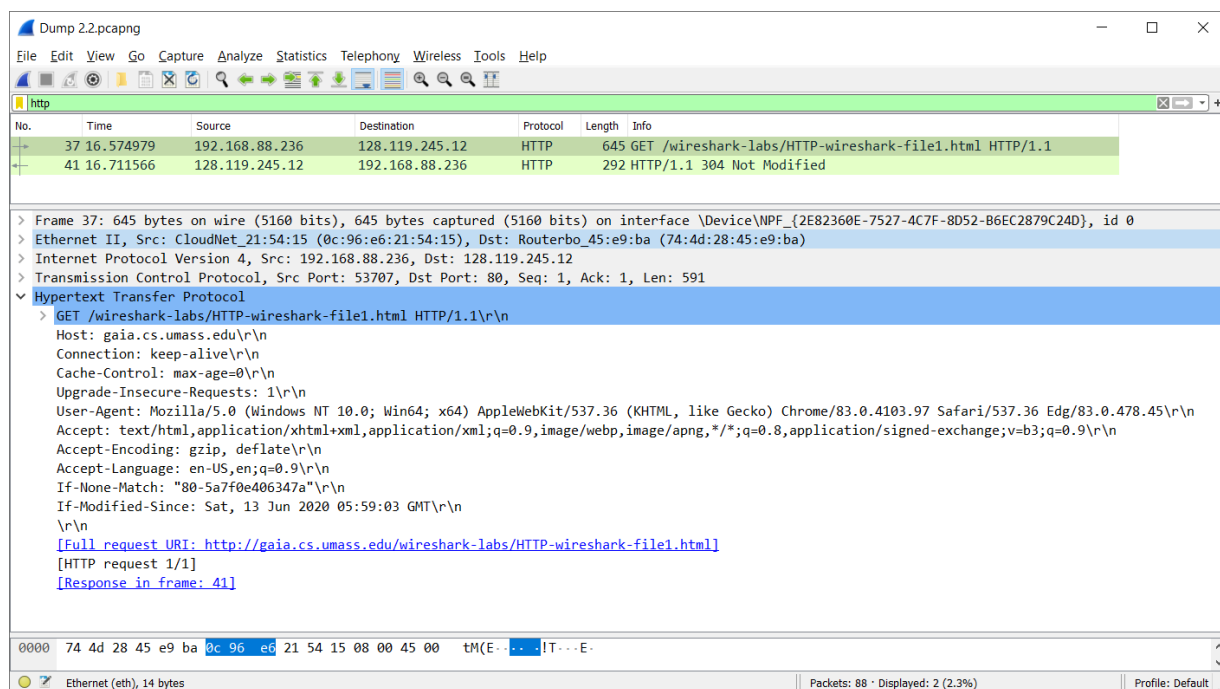 Dump 2.2.pcapng
File Edit View Go Capture Analyze Statistics Telephony Wireless Tools Help
http
No. Time Source Destination Protocol Length Info
37 16.574979 192.168.88.236 128.119.245.12 HTTP 645 GET /wireshark-labs/HTTP-wireshark-file1.html HTTP/1.1
41 16.711566 128.119.245.12 192.168.88.236 HTTP 292 HTTP/1.1 304 Not Modified
Frame 37: 645 bytes on wire (5160 bits), 645 bytes captured (5160 bits) on interface \Device\NPF_{2E82360E-7527-4C7F-8D52-B6EC2879C24D}, id 0
Ethernet II, Src: CloudNet_21:54:15 (0c:96:e6:21:54:15), Dst: Routerbo_45:e9:ba (74:4d:28:45:e9:ba)
Internet Protocol Version 4, Src: 192.168.88.236, Dst: 128.119.245.12
Transmission Control Protocol, Src Port: 53707, Dst Port: 80, Seq: 1, Ack: 1, Len: 591
Hypertext Transfer Protocol
GET /wireshark-labs/HTTP-wireshark-file1.html HTTP/1.1\r\n
Host: gaia.cs.umass.edu\r\n
Connection: keep-alive\r\n
Cache-Control: max-age=0\r\n
Upgrade-Insecure-Requests: 1\r\n
User-Agent: Mozilla/5.0 (Windows NT 10.0; Win64; x64) AppleWebKit/537.36 (KHTML, like Gecko) Chrome/83.0.4103.97 Safari/537.36 Edg/83.0.478.45\r\n
Accept: text/html,application/xhtml+xml,application/xml;q=0.9,image/webp,image/apng,*/*;q=0.8,application/signed-exchange;v=b3;q=0.9\r\n
Accept-Encoding: gzip, deflate\r\n
Accept-Language: en-US,en;q=0.9\r\n
If-None-Match: "80-5a7f0e406347a"\r\n
If-Modified-Since: Sat, 13 Jun 2020 05:59:03 GMT\r\n
\r\n
[Full request URI: http://gaia.cs.umass.edu/wireshark-labs/HTTP-wireshark-file1.html]
[HTTP request 1/1]
[Response in frame: 41]
0000 74 4d 28 45 e9 ba 0c 96 e6 21 54 15 08 00 45 00 tM(E·· ·· ·!T···E·
Ethernet (eth), 14 bytes Packets: 88 · Displayed: 2 (2.3%) Profile: Default